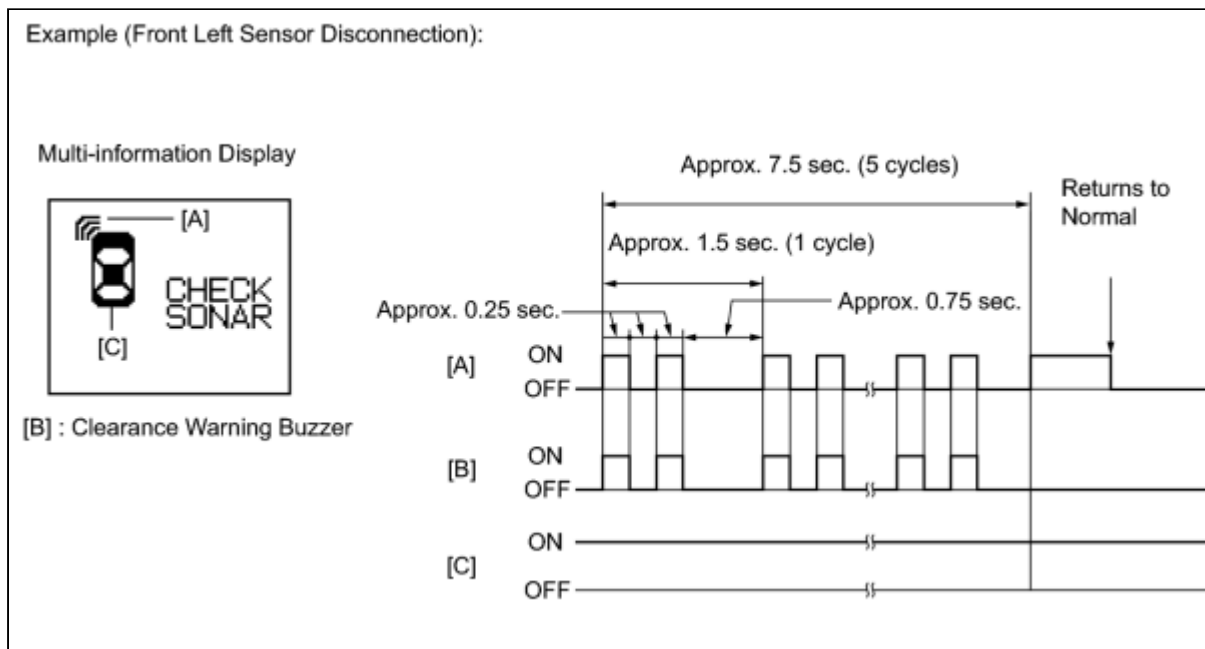 Example (Front Left Sensor Disconnection):
Multi-information Display
[A]
CHECK
SONAR
[C]
[B] : Clearance Warning Buzzer
Approx. 7.5 sec. (5 cycles)
Returns to
Normal
Approx. 1.5 sec. (1 cycle)
Approx. 0.25 sec.
Approx. 0.75 sec.
[A]
ON
OFF
[B]
ON
OFF
[C]
ON
OFF